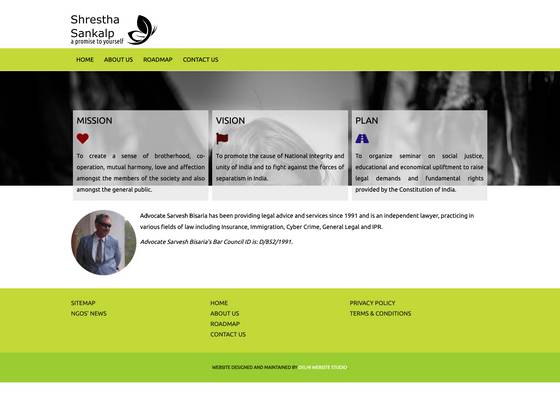 Shrestha
Sankalp
a promise to yourself
HOME ABOUT US ROADMAP CONTACT US
MISSION
To create a sense of brotherhood, co-
operation, mutual harmony, love and affection
amongst the members of the society and also
amongst the general public.
VISION
To promote the cause of National Integrity and
unity of India and to fight against the forces of
separatism in India.
PLAN
To organize seminar on social justice,
educational and economical upliftment to raise
legal demands and fundamental rights
provided by the Constitution of India.
Advocate Sarvesh Bisaria has been providing legal advice and services since 1991 and is an independent lawyer, practicing in
various fields of law including Insurance, Immigration, Cyber Crime, General Legal and IPR.
Advocate Sarvesh Bisaria's Bar Council ID is: D/852/1991.
SITEMAP
NGOS' NEWS
HOME
ABOUT US
ROADMAP
CONTACT US
PRIVACY POLICY
TERMS & CONDITIONS
WEBSITE DESIGNED AND MAINTAINED BY DELHI WEBSITE STUDIO